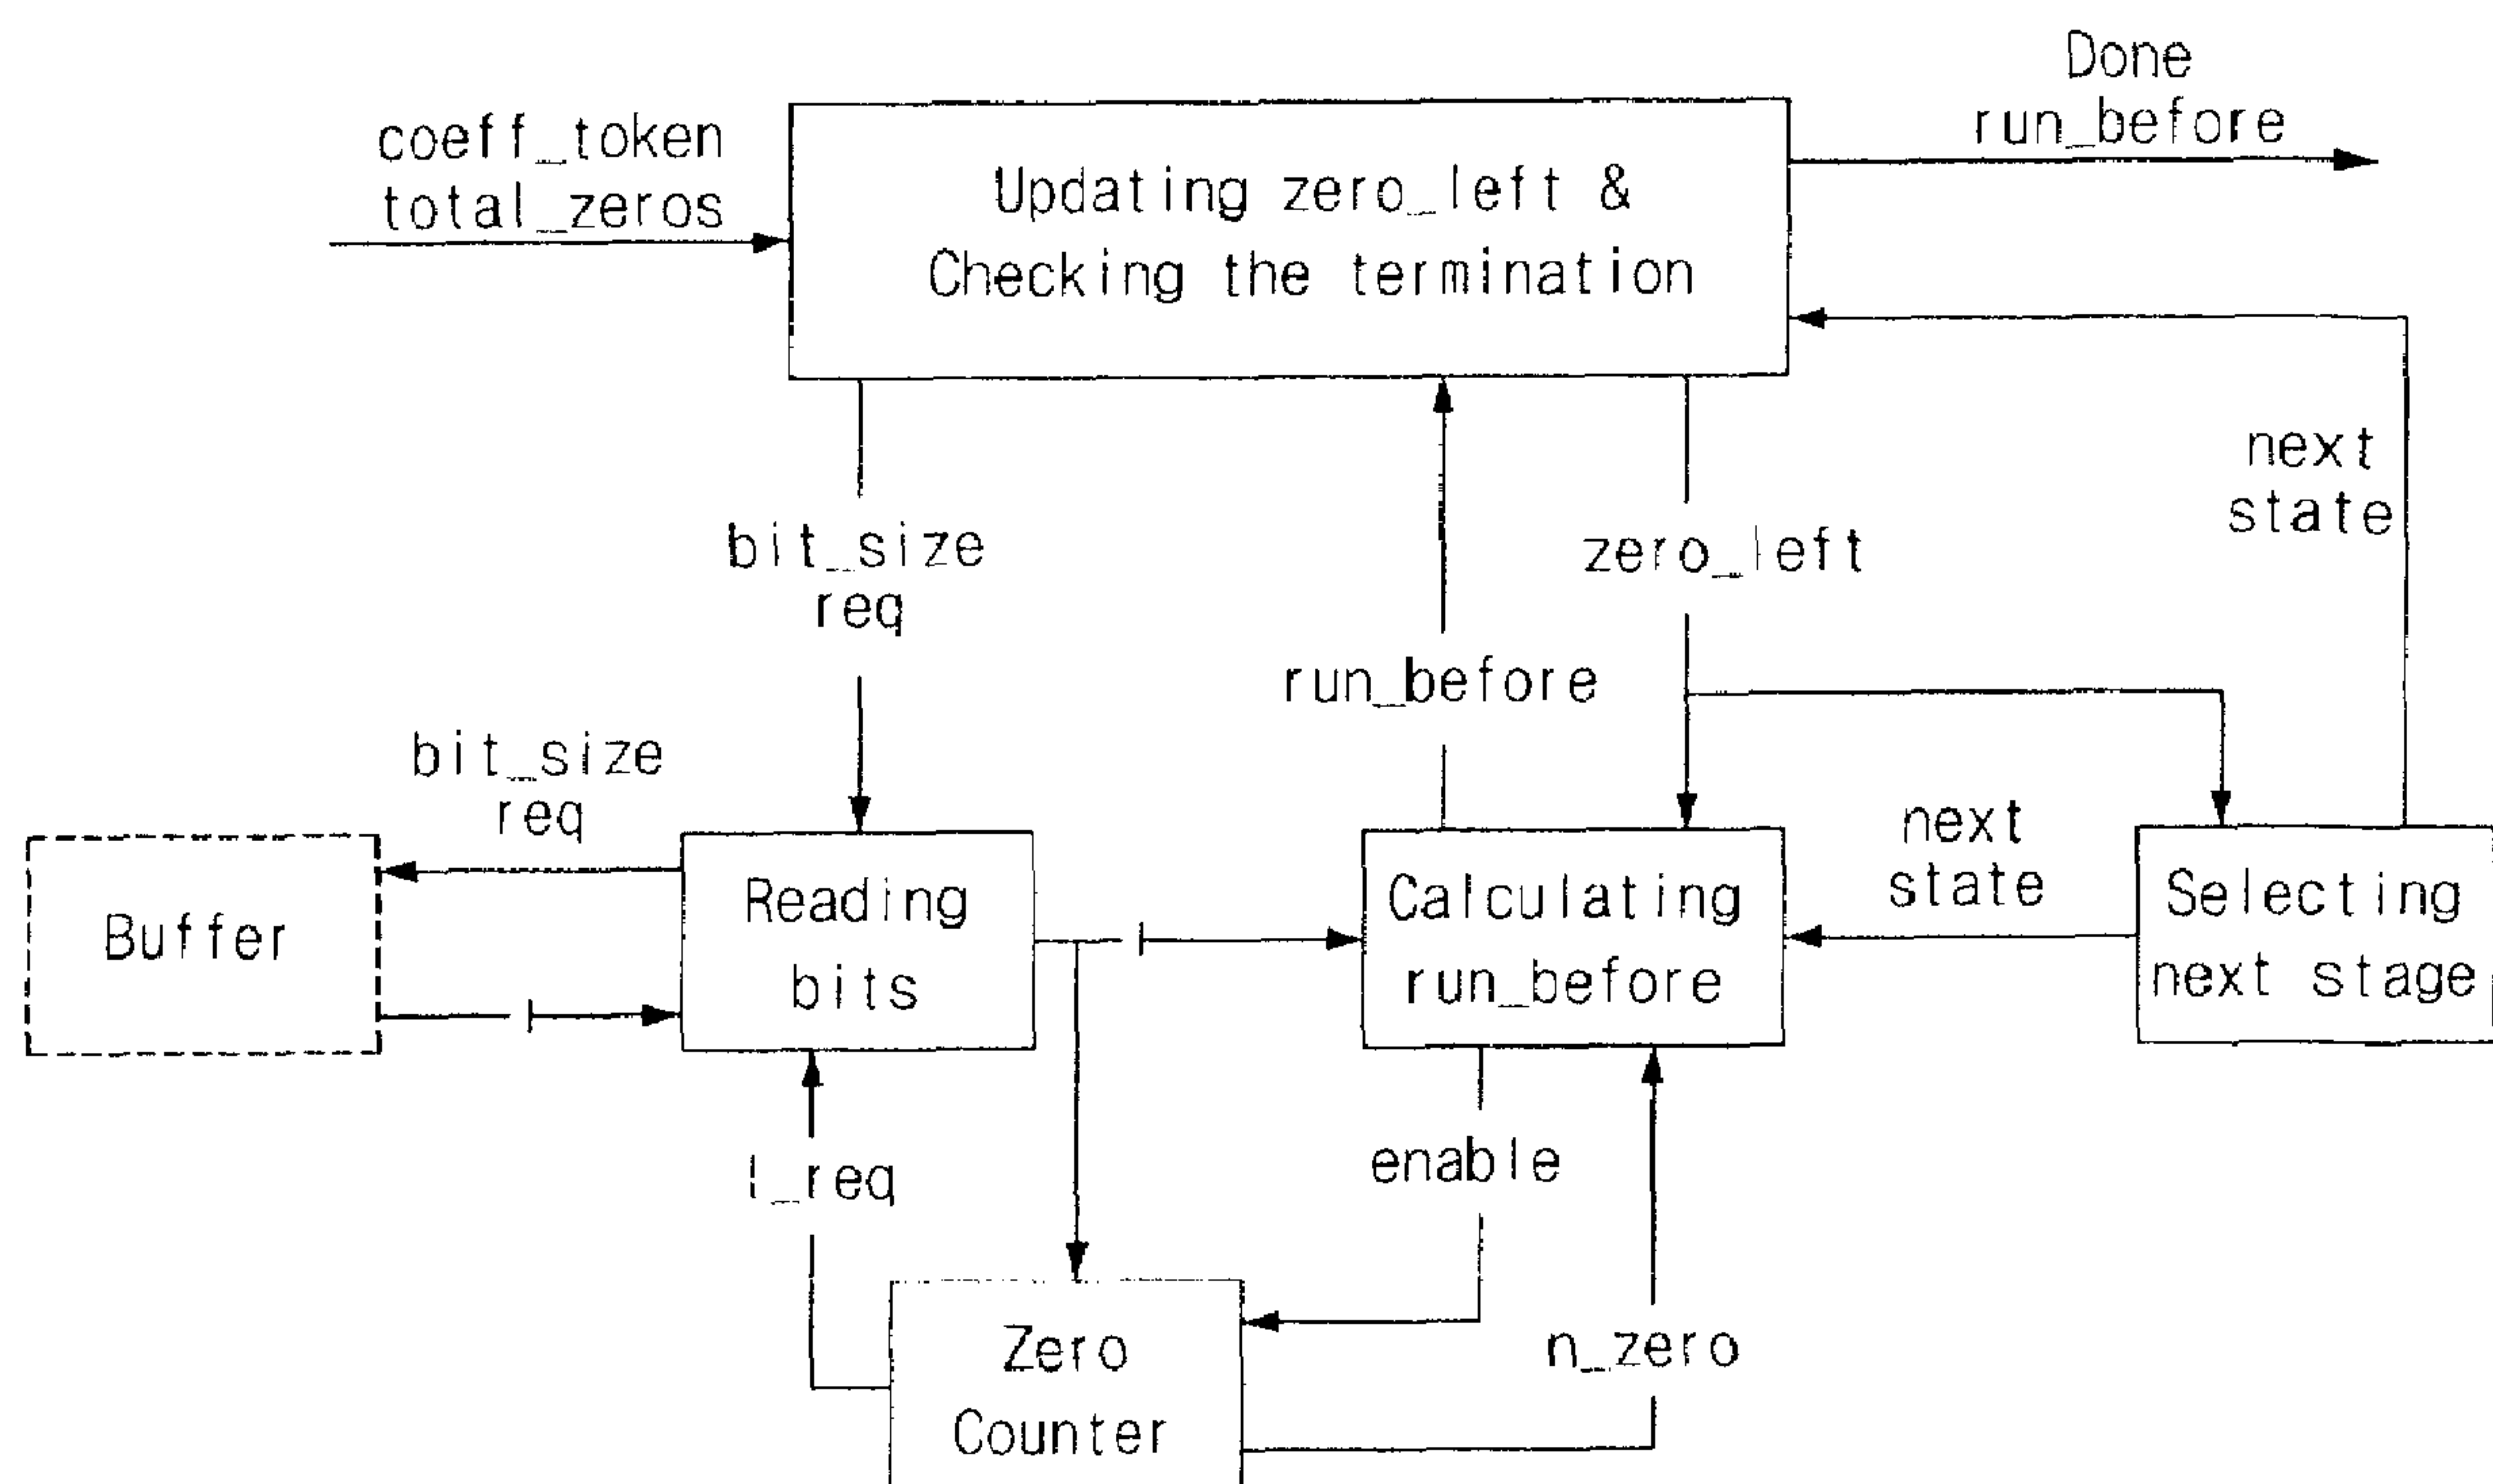 Done
run_before
coeff_token
total_zeros
Updating zero_left &
Checking the termination
next
state
bit_size
req
zero_left
run_before
bit_size
req
next
state
Buffer
Reading
bits
Calculating
run_before
Selecting
next stage
enable
Zero
Counter
n_zero